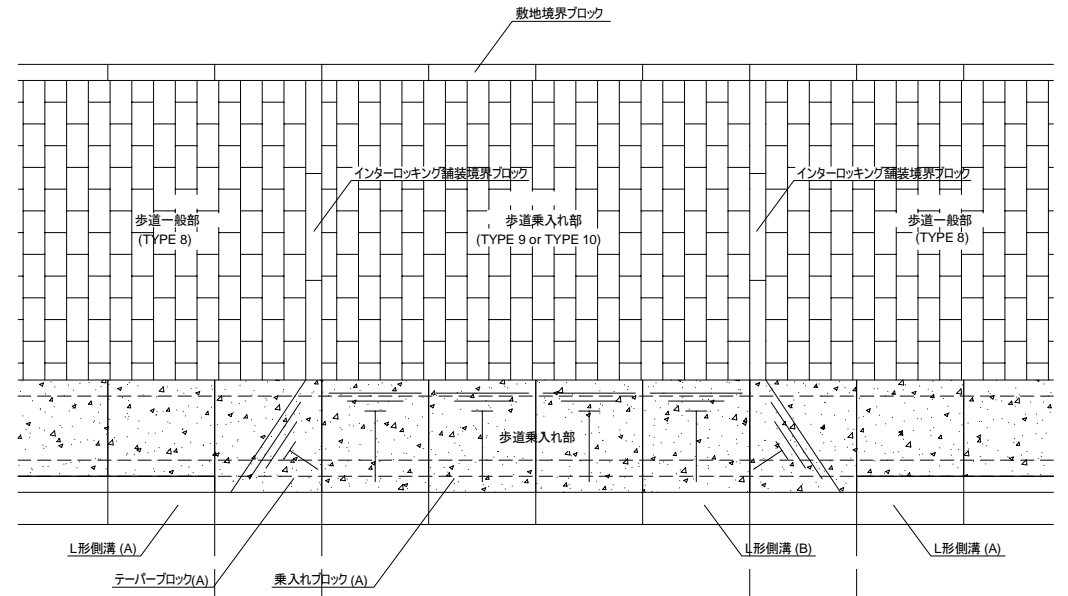 敷地境界ブロック
インターロッキング舗装境界ブロック
インターロッキング舗装境界ブロック
歩道一般部
(TYPE 8)
歩道乗入れ部
(TYPE 9 or TYPE 10)
歩道一般部
(TYPE 8)
歩道乗入れ部
L形側溝 (A)
L形側溝 (B)
L形側溝 (A)
テーパーブロック(A)
乗入れブロック (A)